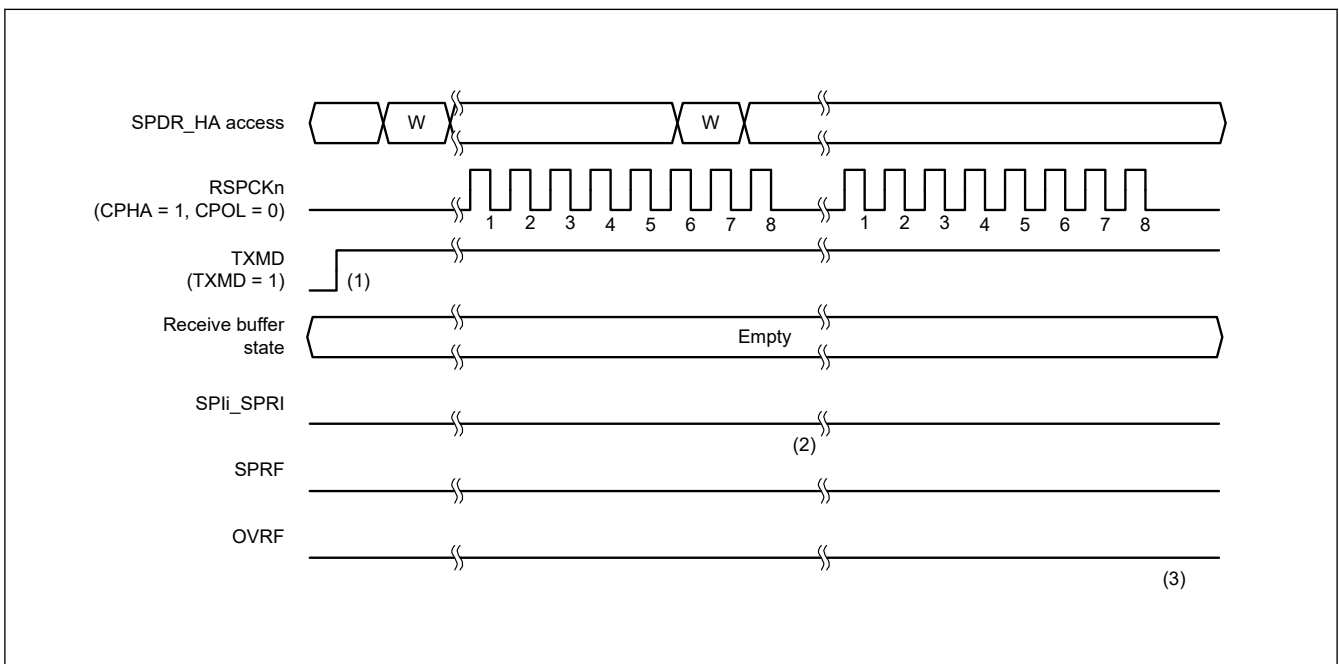 SPDR_HA access
W
W
RSPCKn
(CPHA = 1, CPOL = 0)
1 2 3 4 5 6 7 8
1 2 3 4 5 6 7 8
TXMD
(TXMD = 1)
(1)
Receive buffer
state
Empty
SPIi_SPRI
(2)
SPRF
OVRF
(3)